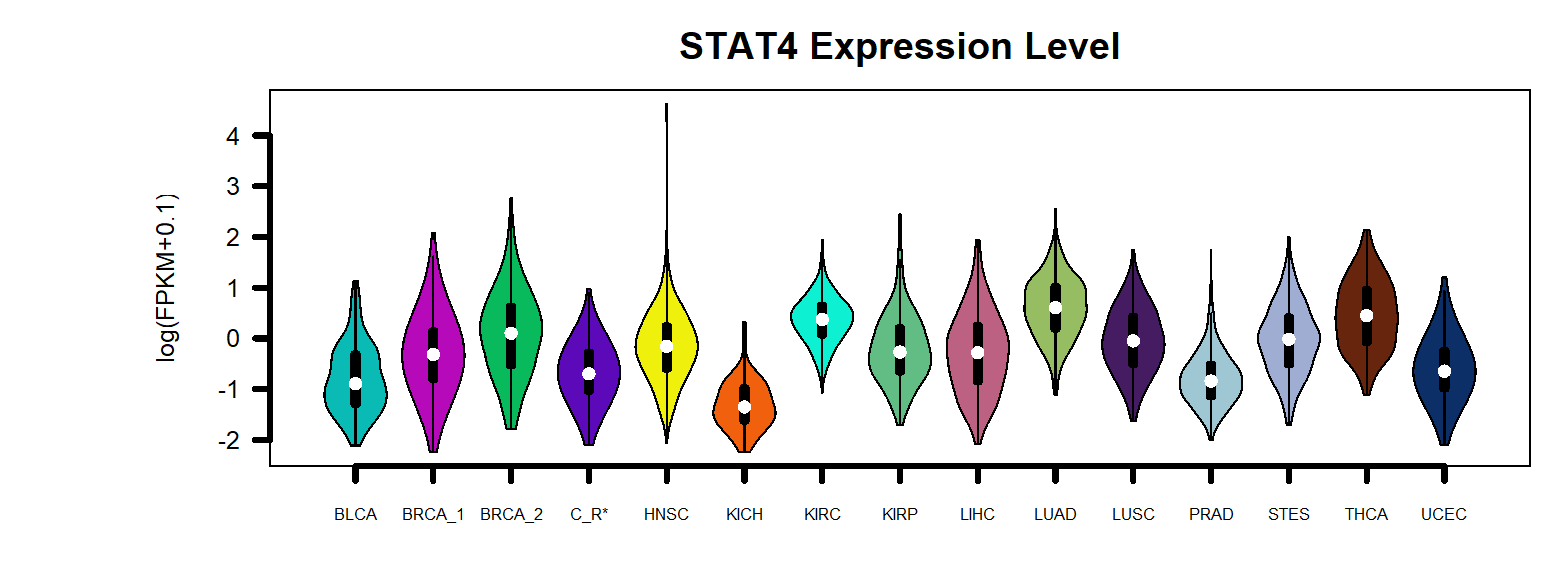 STAT4 Expression Level
log(FPKM+0.1)
4
3
2
1
0
-1
-2
BLCA BRCA_1 BRCA_2 C_R* HNSC KICH KIRC KIRP LIHC LUAD LUSC PRAD STES THCA UCEC